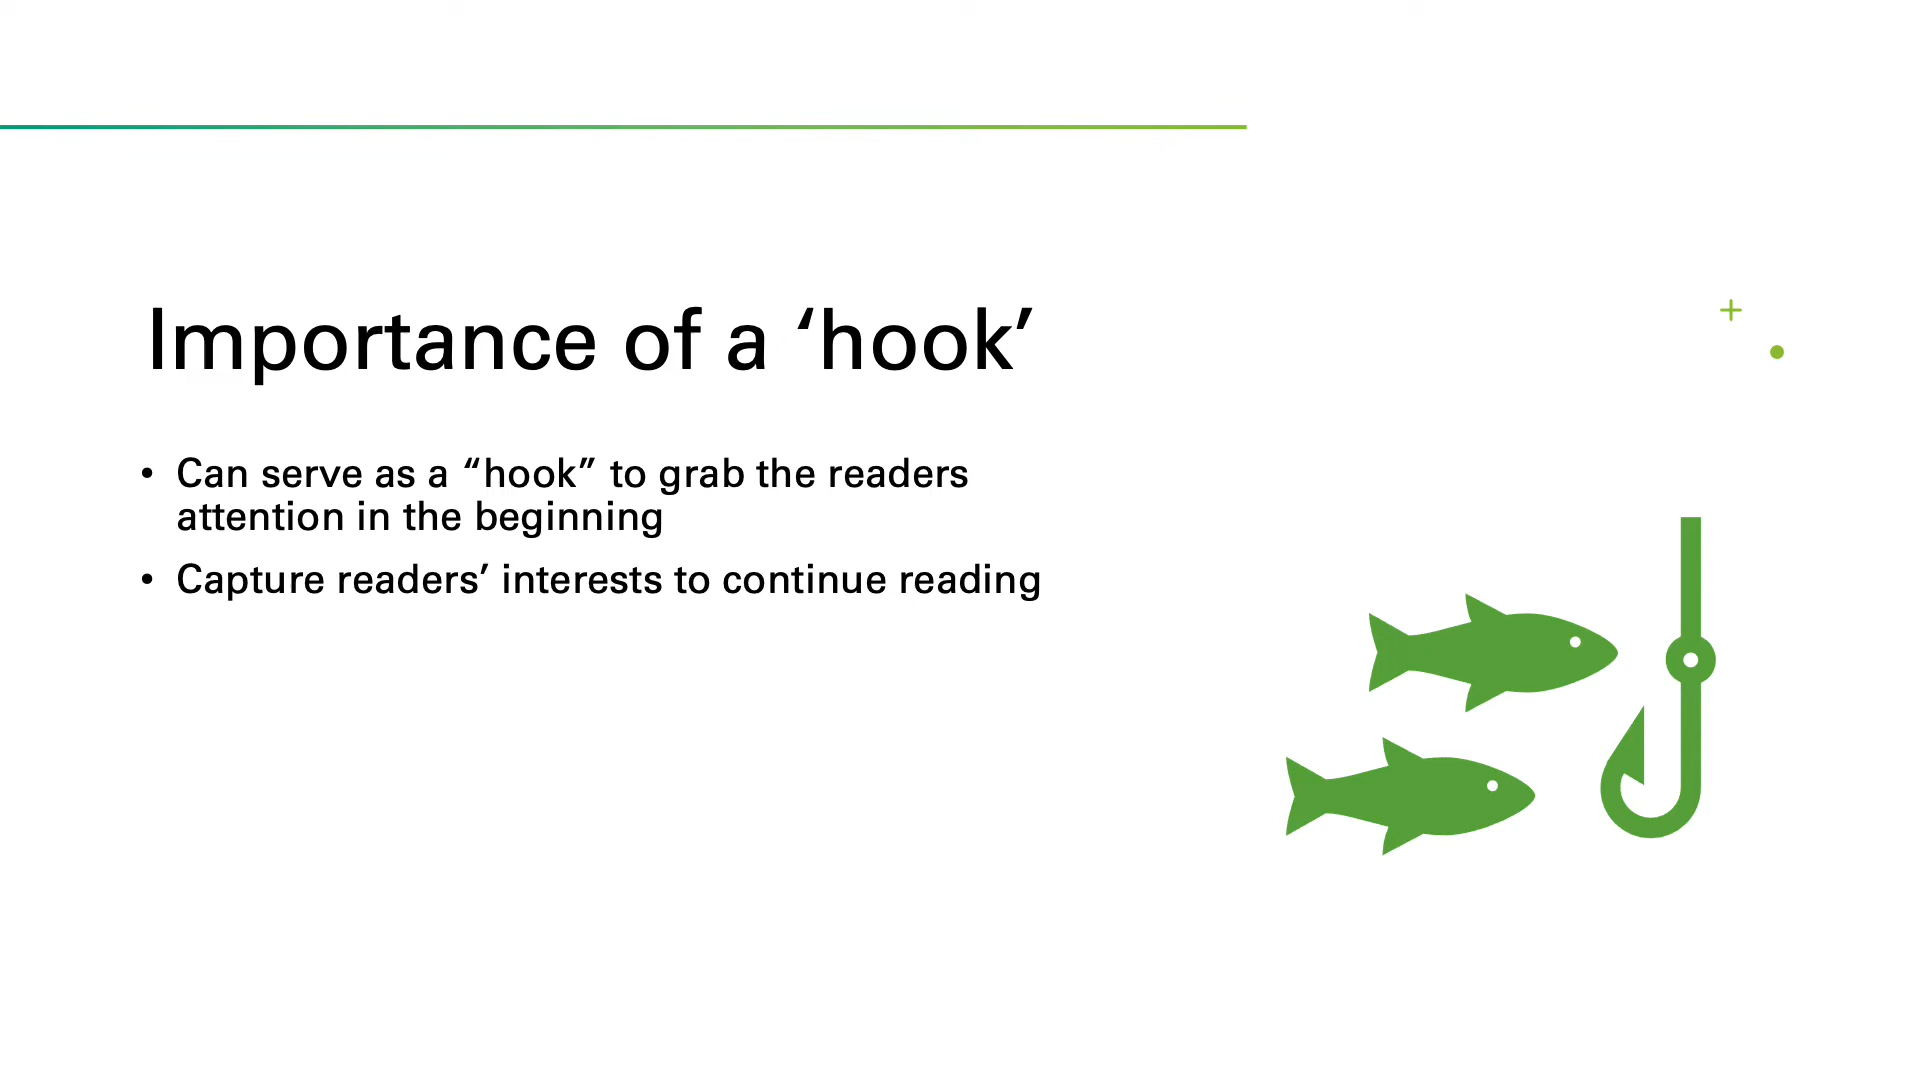 Importance of a ‘hook’
• Can serve as a “hook” to grab the readers
attention in the beginning
• Capture readers’ interests to continue reading